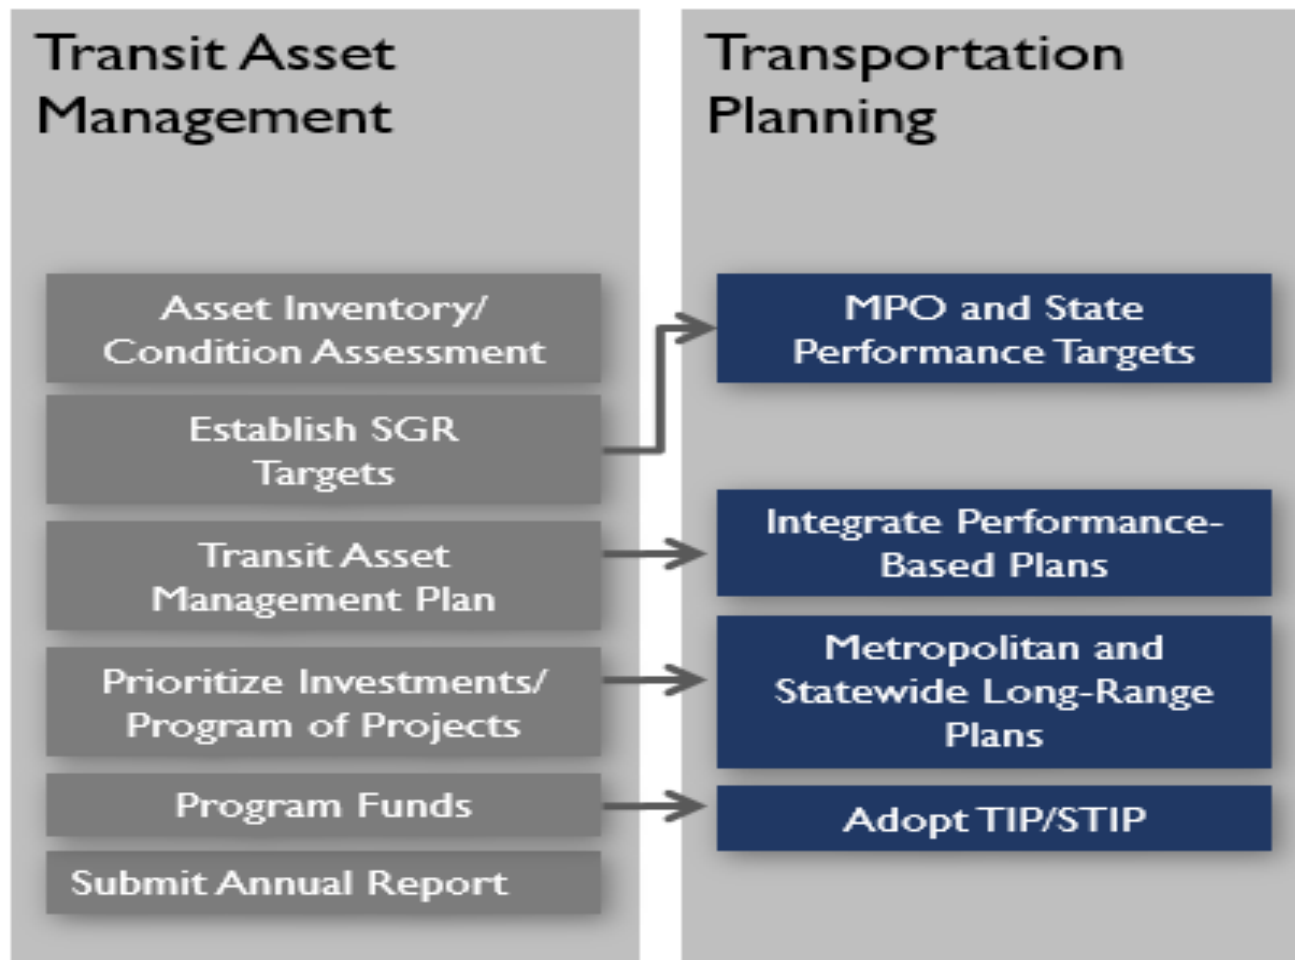 Transit Asset
Management
Asset Inventory/
Condition Assessment
Establish SGR
Targets
Transit Asset
Management Plan
Prioritize Investments/
Program of Projects
Program Funds
Submit Annual Report
Transportation
Planning
MPO and State
Performance Targets
Integrate Performance-
Based Plans
Metropolitan and
Statewide Long-Range
Plans
Adopt TIP/STIP